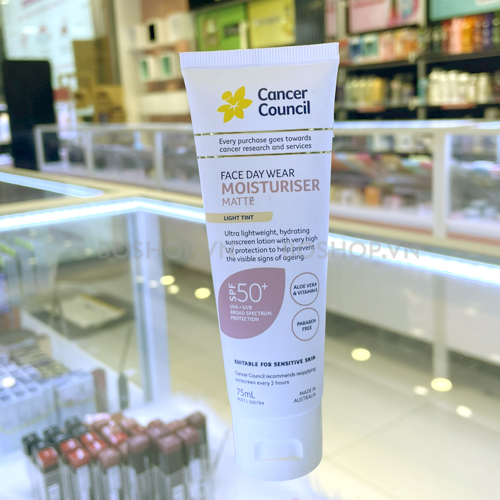 Cancer
Council
Every purchase goes towards
cancer research and services
FACE DAY WEAR
MOISTURISER
MATTE
LIGHT TINT
Ultra lightweight, hydrating
sunscreen lotion with very high
UV protection to help prevent
the visible signs of ageing.
SPF 50+
UVA + UVB
BROAD SPECTRUM
PROTECTION
ALOE VERA
& VITAMIN E
PARABEN
FREE
SUITABLE FOR SENSITIVE SKIN
Cancer Council recommends reapplying
sunscreen every 2 hours
75mL
MADE IN
AUSTRALIA